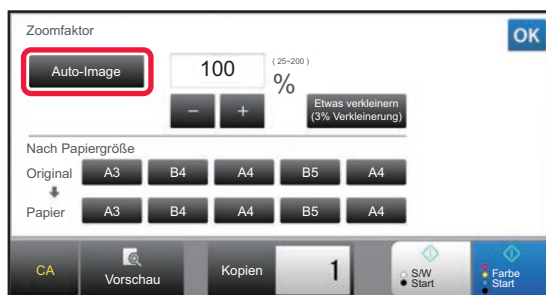 Zoomfaktor
OK
Auto-Image
100
(25~200)
%
− +
Etwas verkleinern
(3% Verkleinerung)
Nach Papiergröße
Original A3 B4 A4 B5 A4
Papier A3 B4 A4 B5 A4
CA
Vorschau
Kopien 1
S/W
Start
Farbe
Start